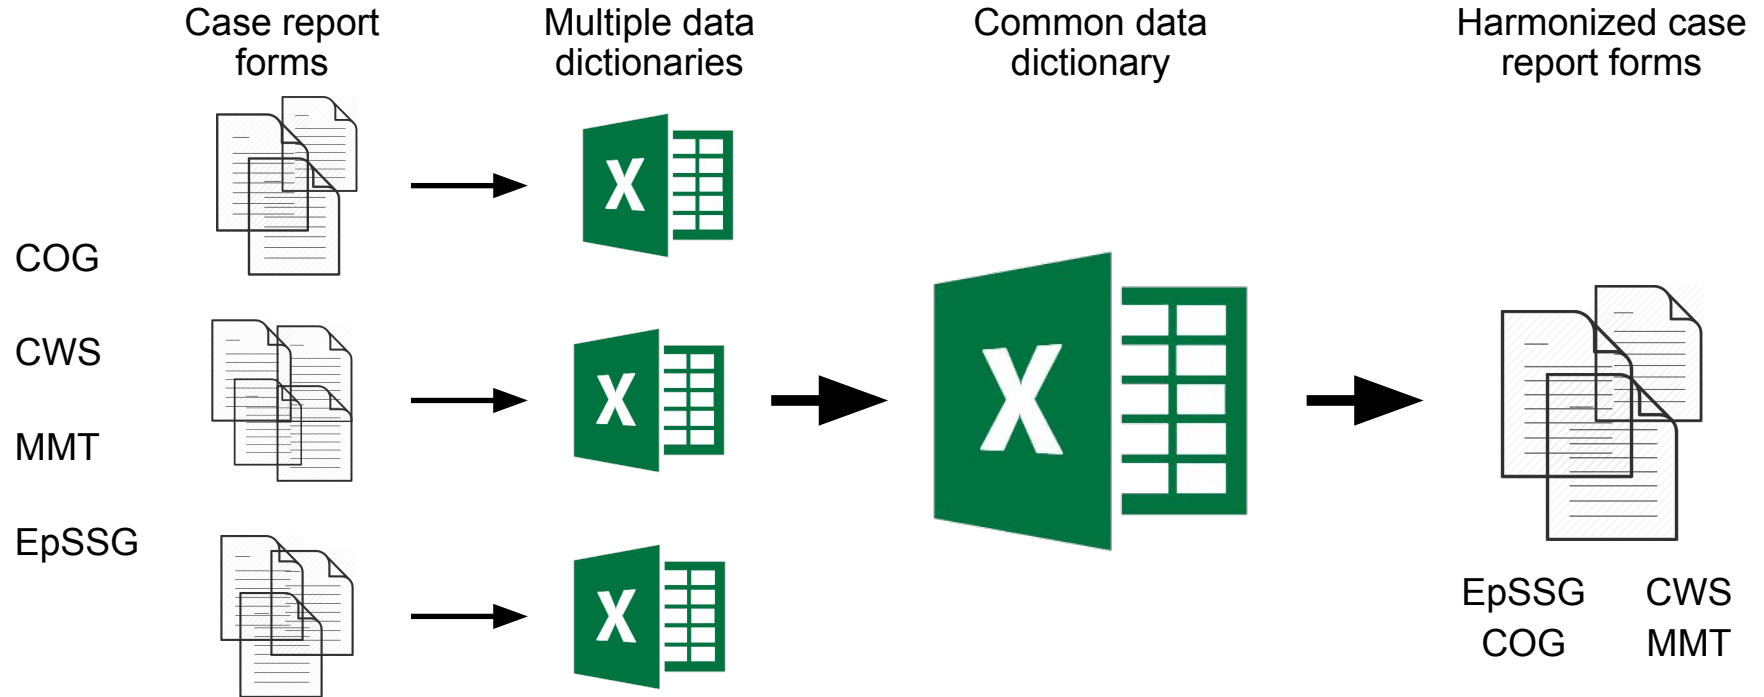 Case report
forms
Multiple data
dictionaries
Common data
dictionary
Harmonized case
report forms
COG
CWS
MMT
EpSSG
X
X
X
X
EpSSG CWS
COG MMT